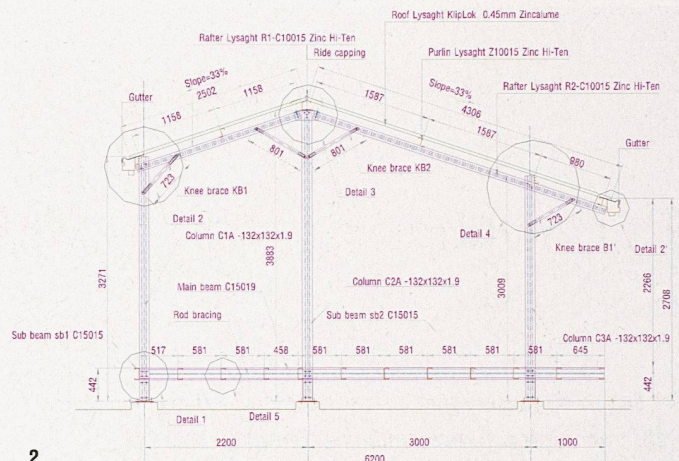 Roof Lysaght KlipLok 0.45mm Zincalume
Rafter Lysaght R1-C10015 Zinc Hi-Ten
Ride capping
Purlin Lysaght Z10015 Zinc Hi-Ten
Slope=33%
2502
1158
1158
Gutter
1587
Slope=33%
4306
1587
Rafter Lysaght R2-C10015 Zinc Hi-Ten
980
Gutter
801
801
Knee brace KB2
723
Knee brace KB1
Detail 3
Detail 2
Column C1A -132x132x1.9
3883
Detail 4
723
Knee brace B1'
Detail 2'
3271
Main beam C15019
Column C2A -132x132x1.9
3009
2266
2708
Rod bracing
Sub beam sb2 C15015
Sub beam sb1 C15015
Column C3A -132x132x1.9
517 581 581 458 581 581 581 581 581 581 645
442
442
Detail 1
Detail 5
2200
3000
1000
6200
2